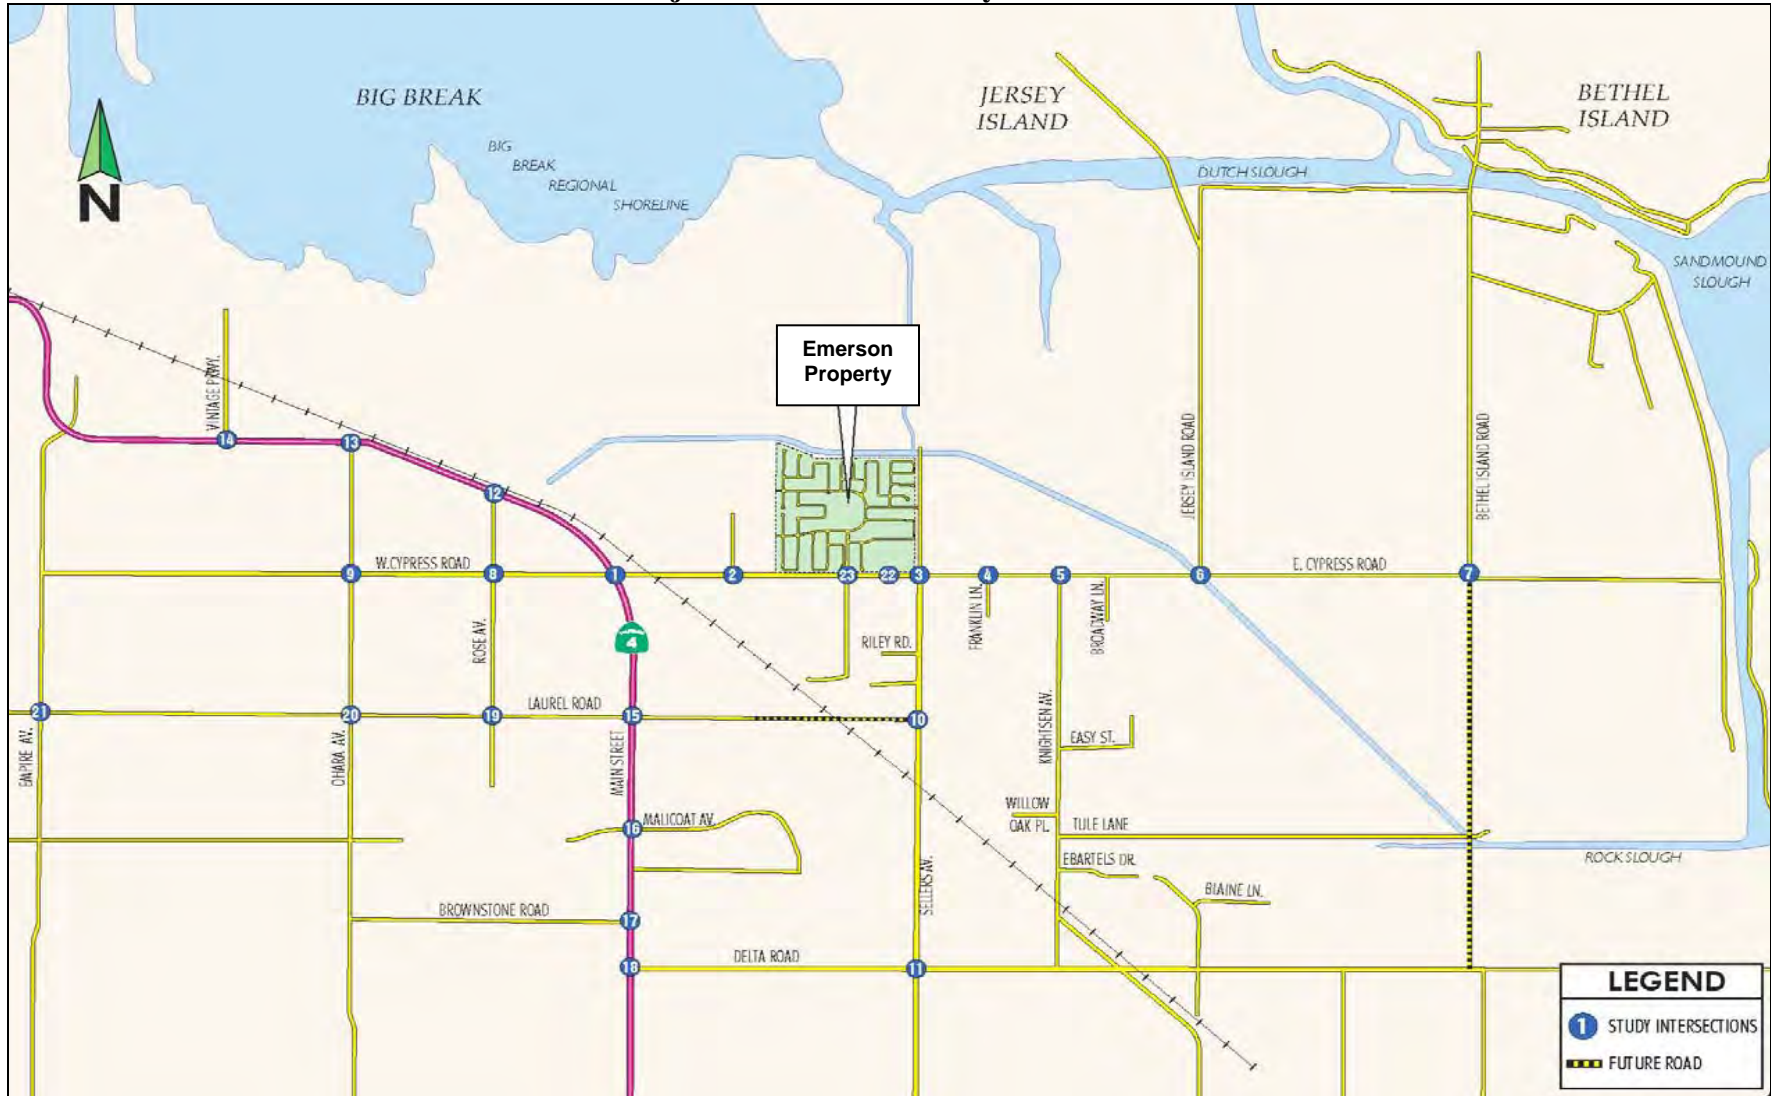 BIG BREAK
JERSEY
ISLAND
BETHEL
ISLAND
BIG
BREAK
REGIONAL
SHORELINE
DUTCH SLOUGH
SANDMOUND
SLOUGH
N
Emerson
Property
VINTAGE PKWY.
JERSEY ISLAND ROAD
BETHEL ISLAND ROAD
14
13
12
W.CYPRESS ROAD
E. CYPRESS ROAD
9
8
1
2
23
22
3
4
5
6
7
FRANKLIN LN.
BROADWAY LN.
ROSE AV.
4
RILEY RD.
LAUREL ROAD
21
20
19
15
10
EMPIRE AV.
OHARA AV.
MAIN STREET
KNIGHTSEN AV.
EASY ST.
WILLOW
OAK PL.
TULE LANE
16
MALICOAT AV.
EBARTELS DR.
ROCK SLOUGH
SELLERS AV.
BLAINE LN.
BROWNSTONE ROAD
17
DELTA ROAD
18
11
LEGEND
1 STUDY INTERSECTIONS
FUTURE ROAD